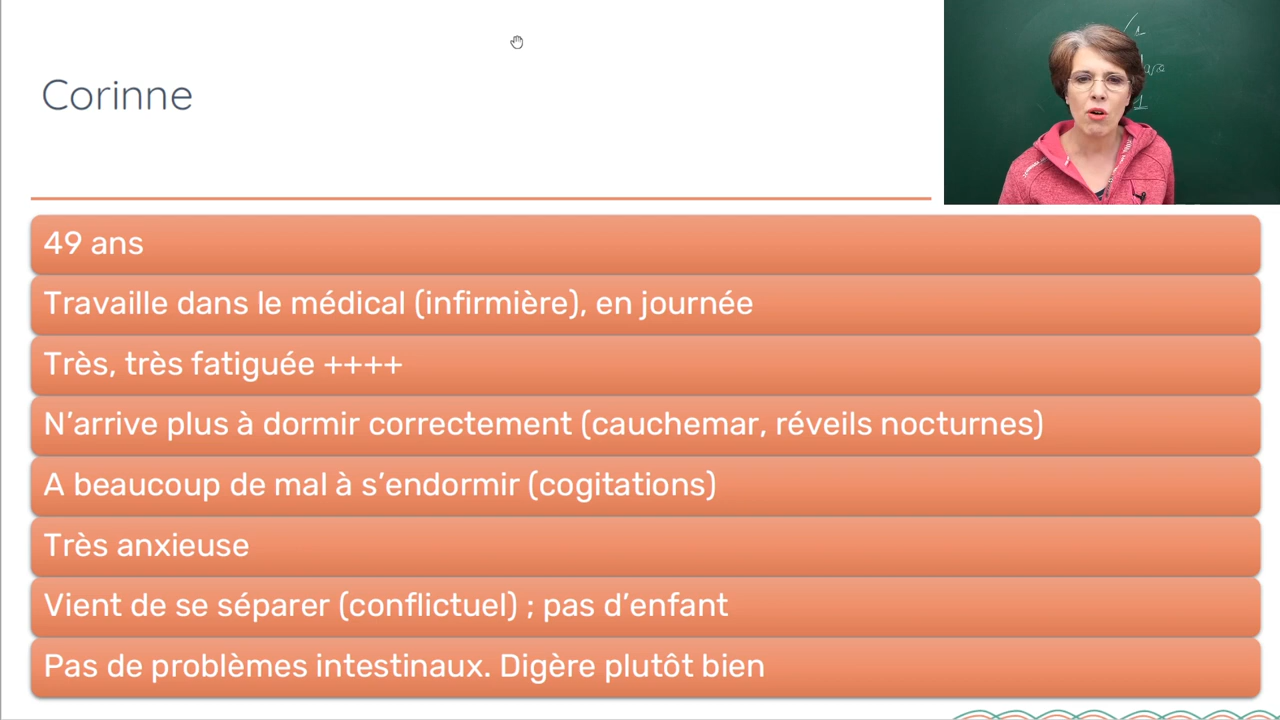 Corinne
49 ans
Travaille dans le médical (infirmière), en journée
Très, très fatiguée ++++
N’arrive plus à dormir correctement (cauchemar, réveils nocturnes)
A beaucoup de mal à s’endormir (cogitations)
Très anxieuse
Vient de se séparer (conflictuel) ; pas d’enfant
Pas de problèmes intestinaux. Digère plutôt bien